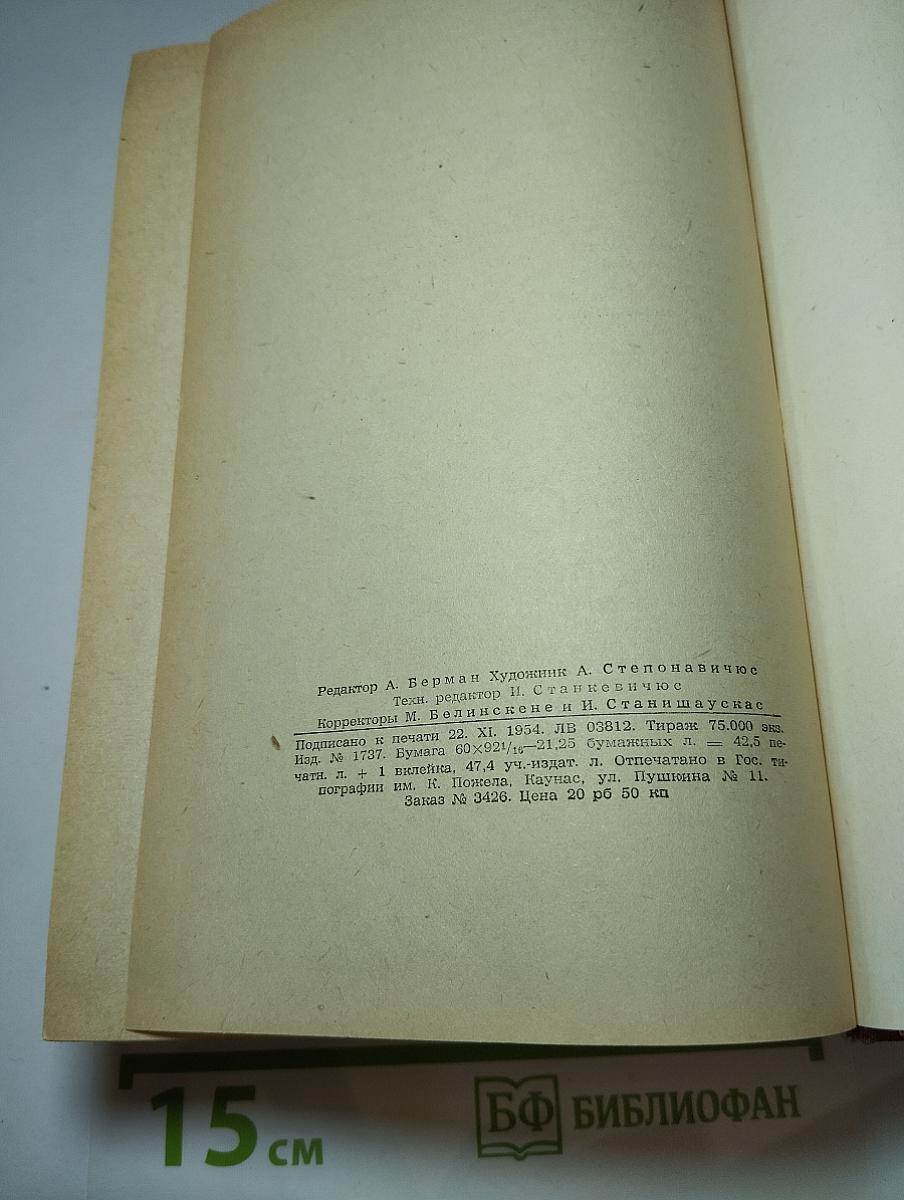 Редактор А. Берман Художник А. Степонавичюс
Техн. редактор И. Станкевичюс
Корректоры М. Белинскене и И. Станишаускас
Подписано к печати 22. XI. 1954. ЛВ 03812. Тираж 75.000 экз.
Изд. № 1737. Бумага 60×92¹/₁₆—21,25 бумажных л. = 42,5 пе-
чатн. л. + 1 вклейка, 47,4 уч.-издат. л. Отпечатано в Гос. ти-
пографии им. К. Пожела, Каунас, ул. Пушкина № 11.
Заказ № 3426. Цена 20 рб 50 кп
15 см
БФ БИБЛИОФАН